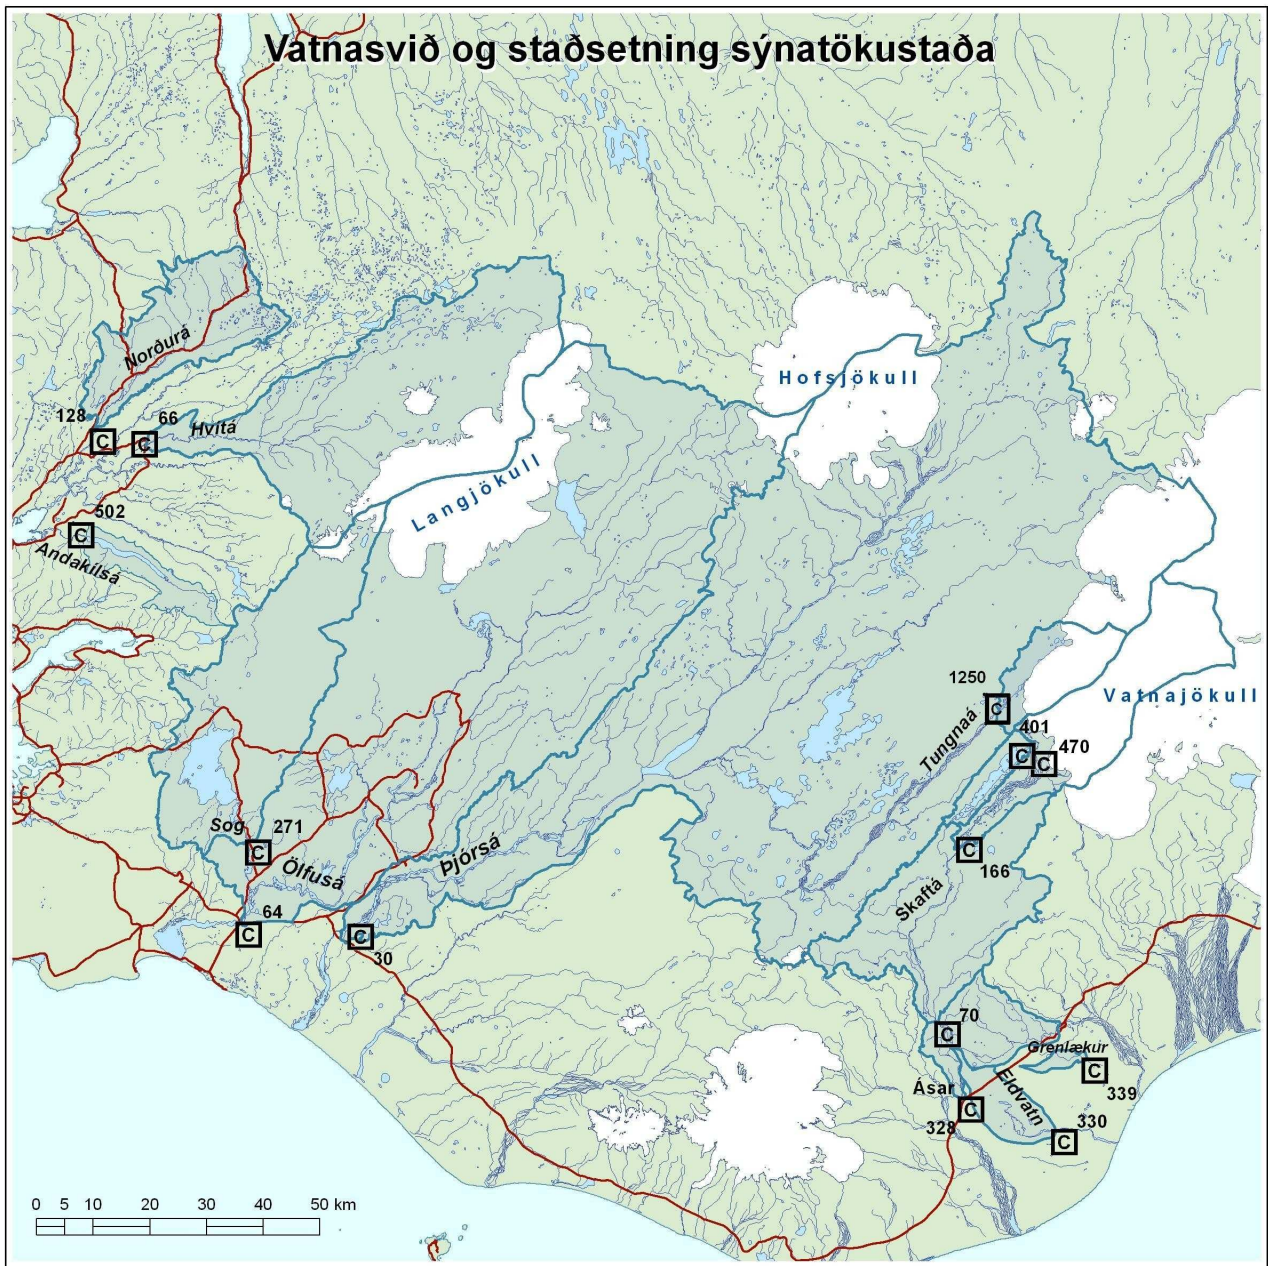 Vatnasvið og staðsetning sýnatökustaða
Norðurá
Hofsjökull
128
C
66
C
Hvítá
Langjökull
502
C
Andakílsá
1250
C
Vatnajökull
Tungnaá
401
C
470
C
Sog
271
C
Ölfusá
Þjórsá
C
166
Skaftá
64
C
C
30
70
C
Grenlækur
C
339
Eldvatn
Ásar
C
328
330
C
0 5 10 20 30 40 50 km